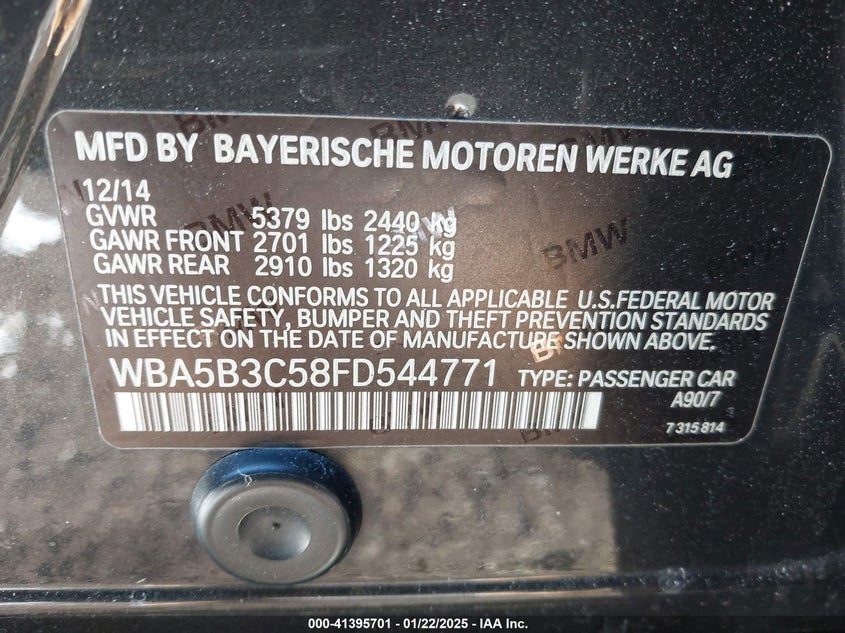 MFD BY BAYERISCHE MOTOREN WERKE AG
12/14
GVWR 5379 lbs 2440 kg
GAWR FRONT 2701 lbs 1225 kg
GAWR REAR 2910 lbs 1320 kg
THIS VEHICLE CONFORMS TO ALL APPLICABLE U.S.FEDERAL MOTOR
VEHICLE SAFETY, BUMPER AND THEFT PREVENTION STANDARDS
IN EFFECT ON THE DATE OF MANUFACTURE SHOWN ABOVE.
WBA5B3C58FD544771 TYPE: PASSENGER CAR
A90/7
7 315 814
000-41395701 - 01/22/2025 - IAA Inc.